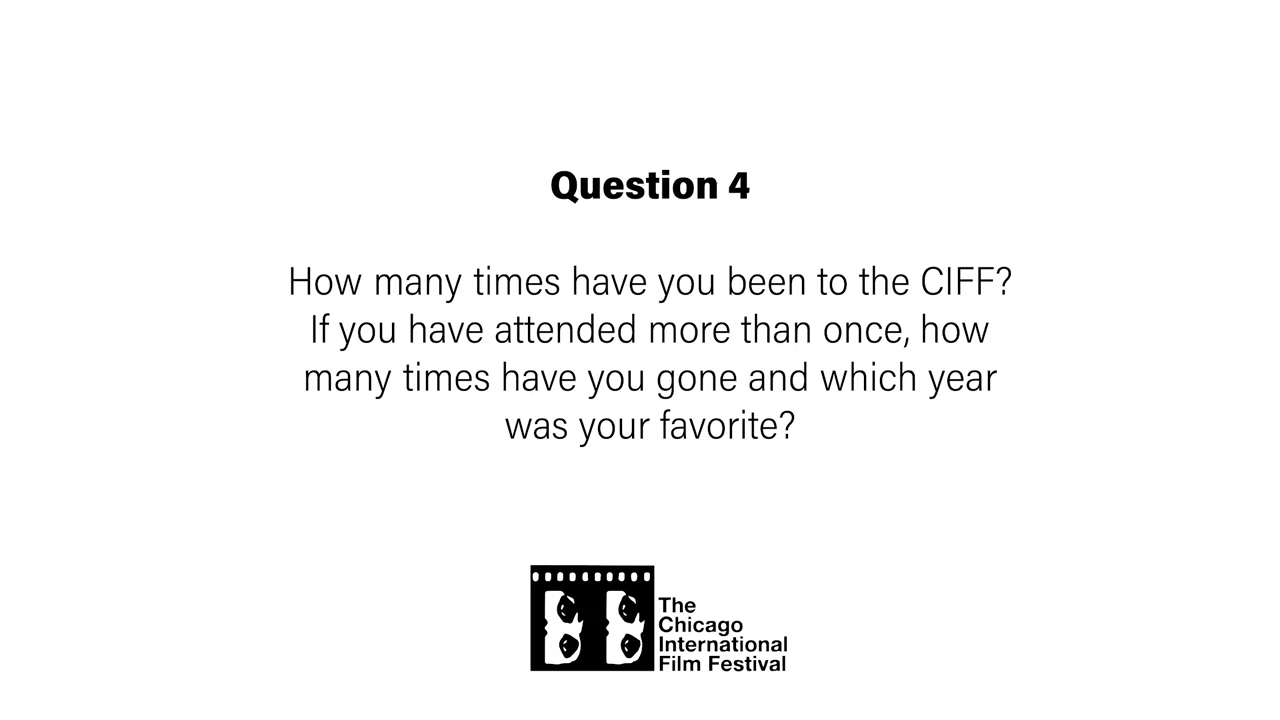 Question 4
How many times have you been to the CIFF?
If you have attended more than once, how
many times have you gone and which year
was your favorite?
The
Chicago
International
Film Festival